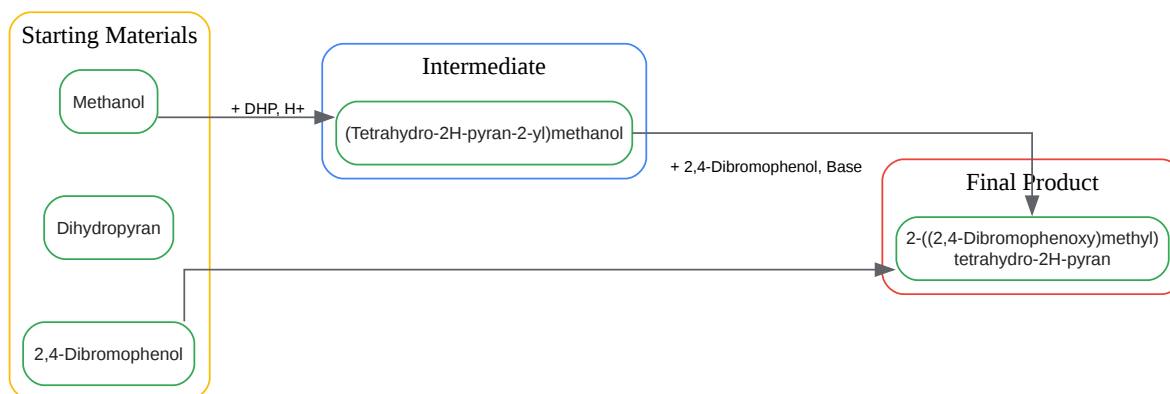 Starting Materials
Methanol
Dihydropyran
2,4-Dibromophenol
+ DHP, H+
Intermediate
(Tetrahydro-2H-pyran-2-yl)methanol
+ 2,4-Dibromophenol, Base
Final Product
2-((2,4-Dibromophenoxy)methyl)
tetrahydro-2H-pyran